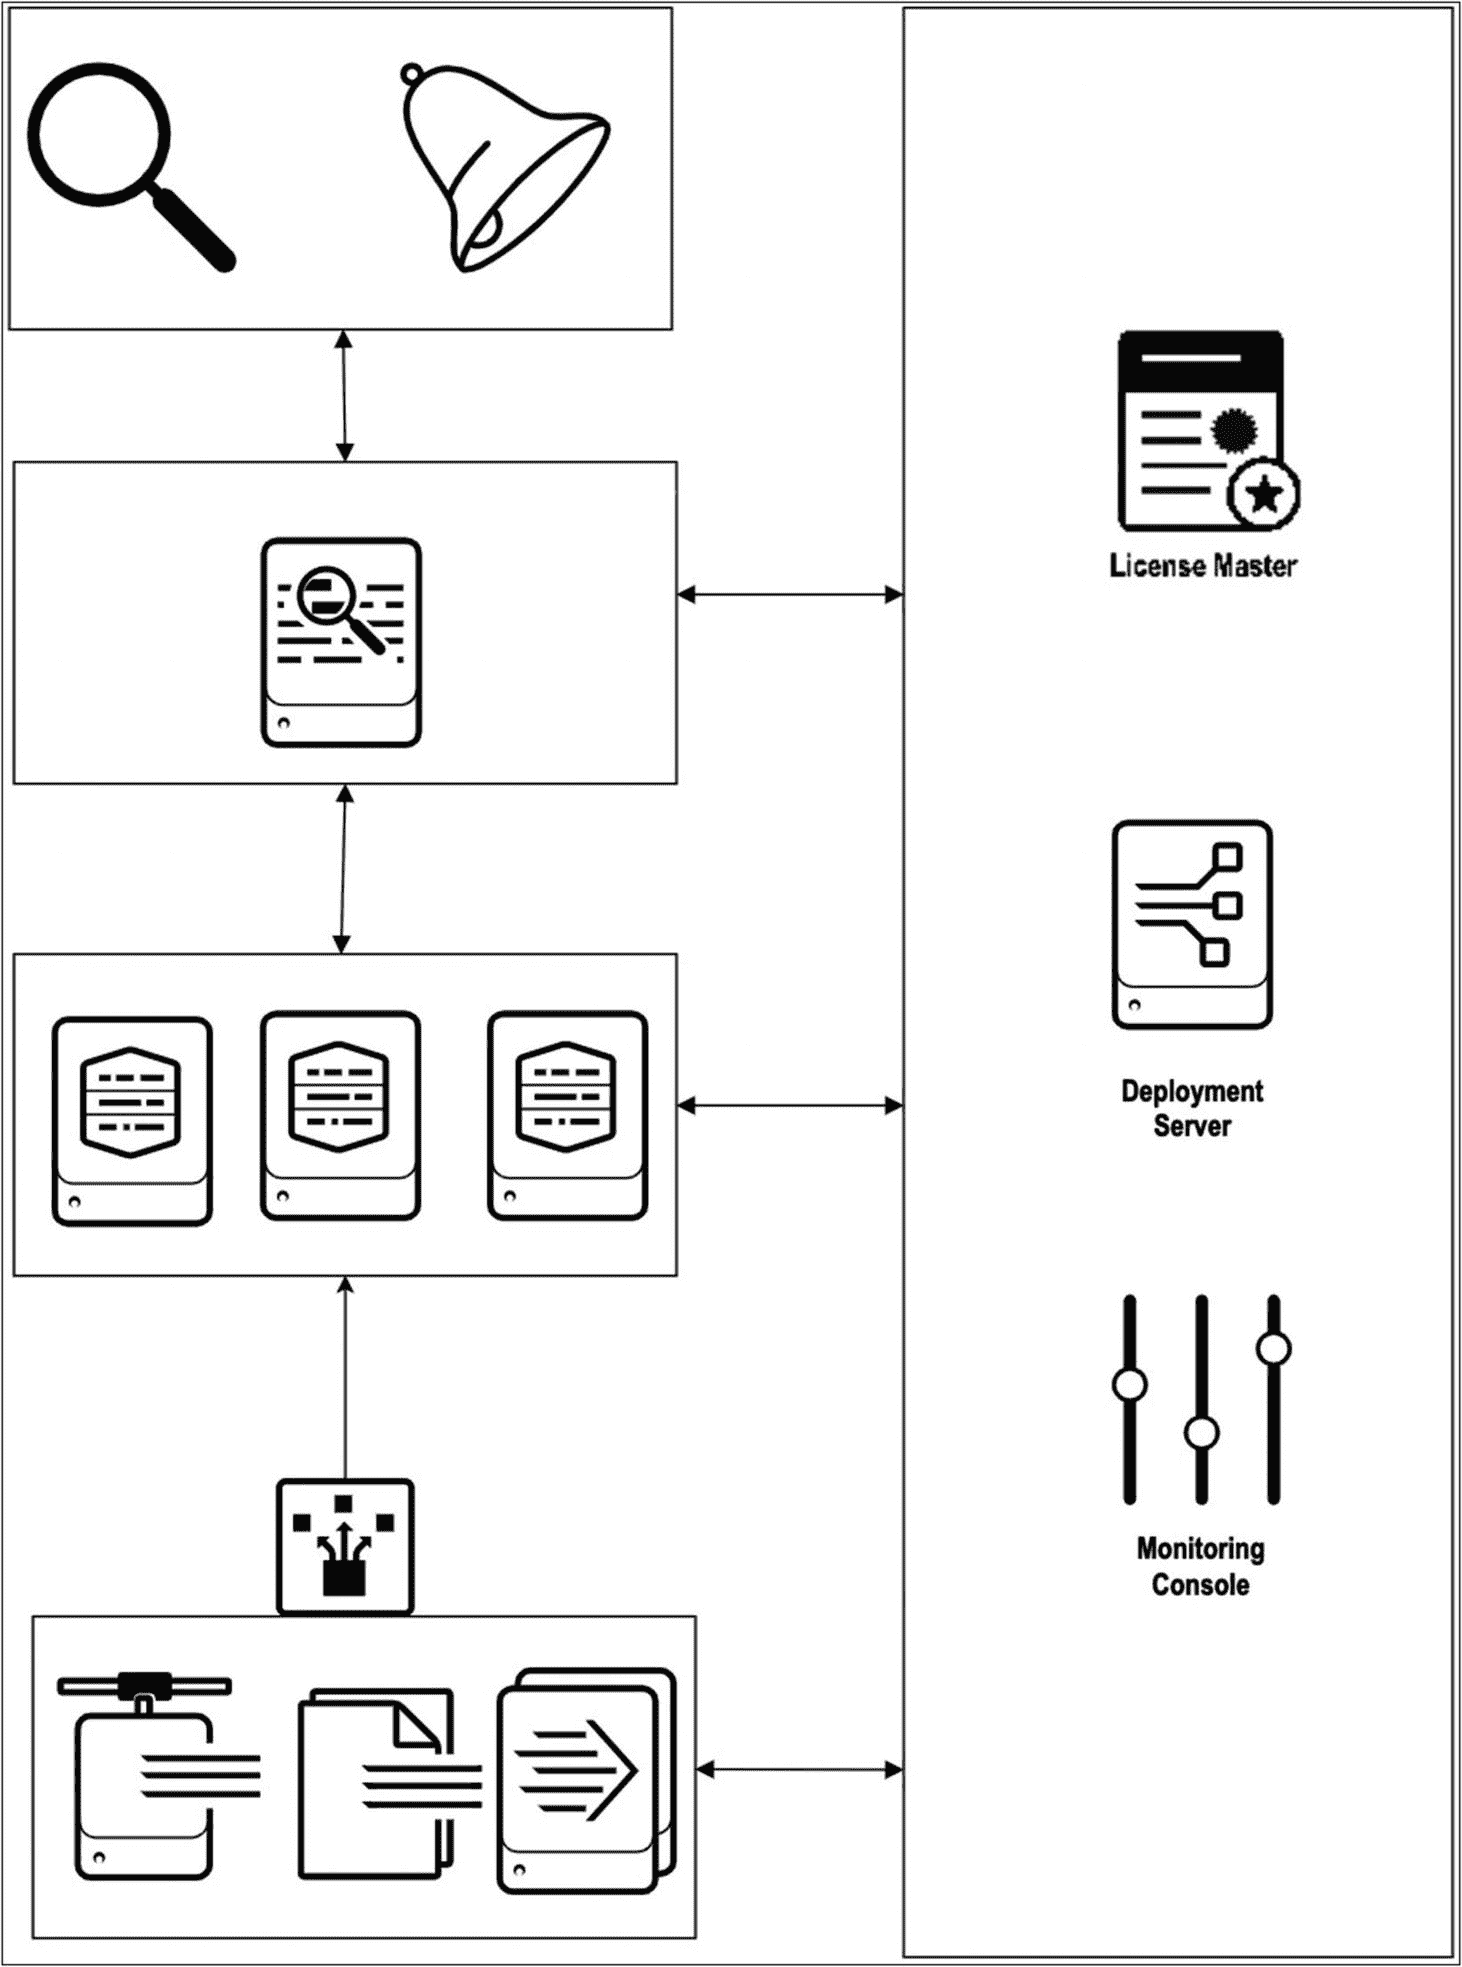 License Master
Deployment
Server
Monitoring
Console